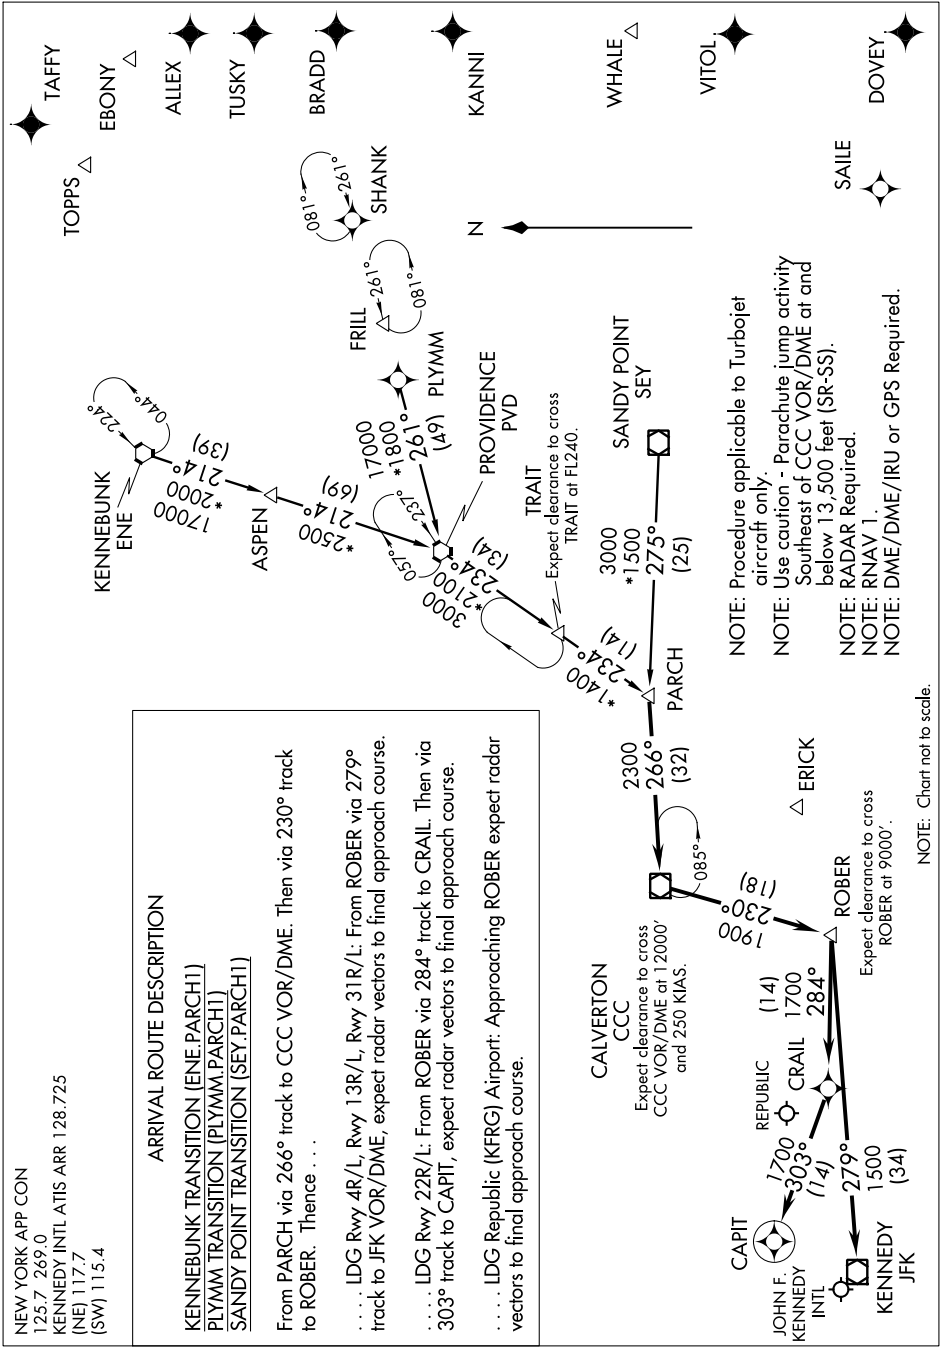 NEW YORK APP CON
125.7 269.0
KENNEDY INTL ATIS ARR 128.725
(NE) 117.7
(SW) 115.4
ARRIVAL ROUTE DESCRIPTION
KENNEBUNK TRANSITION (ENE.PARCH1)
PLYMM TRANSITION (PLYMM.PARCH1)
SANDY POINT TRANSITION (SEY.PARCH1)
From PARCH via 266° track to CCC VOR/DME. Then via 230° track
to ROBER. Thence . . .
. . . . LDG Rwy 4R/L, Rwy 13R/L, Rwy 31R/L: From ROBER via 279°
track to JFK VOR/DME, expect radar vectors to final approach course.
. . . . LDG Rwy 22R/L: From ROBER via 284° track to CRAIL. Then via
303° track to CAPIT, expect radar vectors to final approach course.
. . . . LDG Republic (KFRG) Airport: Approaching ROBER expect radar
vectors to final approach course.
TOPPS
TAFFY
EBONY
ALLEX
TUSKY
BRADD
KANNI
WHALE
VITOL
DOVEY
SAILE
KENNEBUNK
ENE
224°
044°
17000
*2000
214°
(39)
ASPEN
*2500
214°
(69)
SHANK
081°
261°
FRILL
261°
081°
PLYMM
17000
*1800
261°
(49)
PROVIDENCE
PVD
237°
057°
3000
*2100
234°
(34)
TRAIT
Expect clearance to cross
TRAIT at FL240.
*1400
234°
(14)
N
SANDY POINT
SEY
3000
*1500
275°
(25)
PARCH
2300
266°
(32)
CALVERTON
CCC
Expect clearance to cross
CCC VOR/DME at 12000'
and 250 KIAS.
085°
1900
230°
(18)
ERICK
ROBER
Expect clearance to cross
ROBER at 9000'.
(14)
1700
284°
REPUBLIC
CRAIL
1700
303°
(14)
CAPIT
279°
1500
(34)
JOHN F.
KENNEDY
INTL
KENNEDY
JFK
NOTE: Procedure applicable to Turbojet
aircraft only.
NOTE: Use caution - Parachute jump activity
Southeast of CCC VOR/DME at and
below 13,500 feet (SR-SS).
NOTE: RADAR Required.
NOTE: RNAV 1.
NOTE: DME/DME/IRU or GPS Required.
NOTE: Chart not to scale.